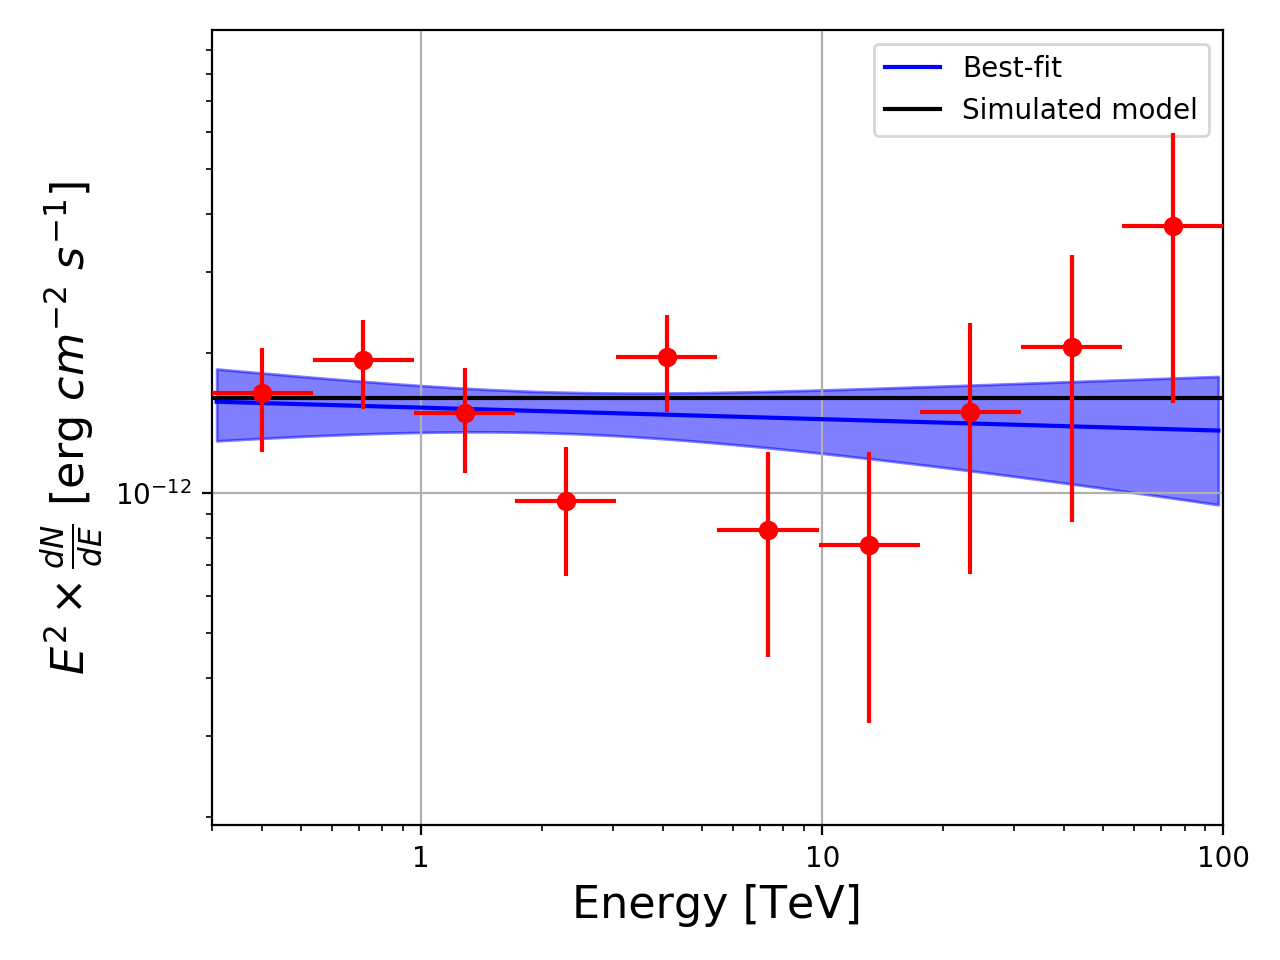 Best-fit
Simulated model
E² × dN/dE [erg cm⁻² s⁻¹]
10⁻¹²
1
10
100
Energy [TeV]